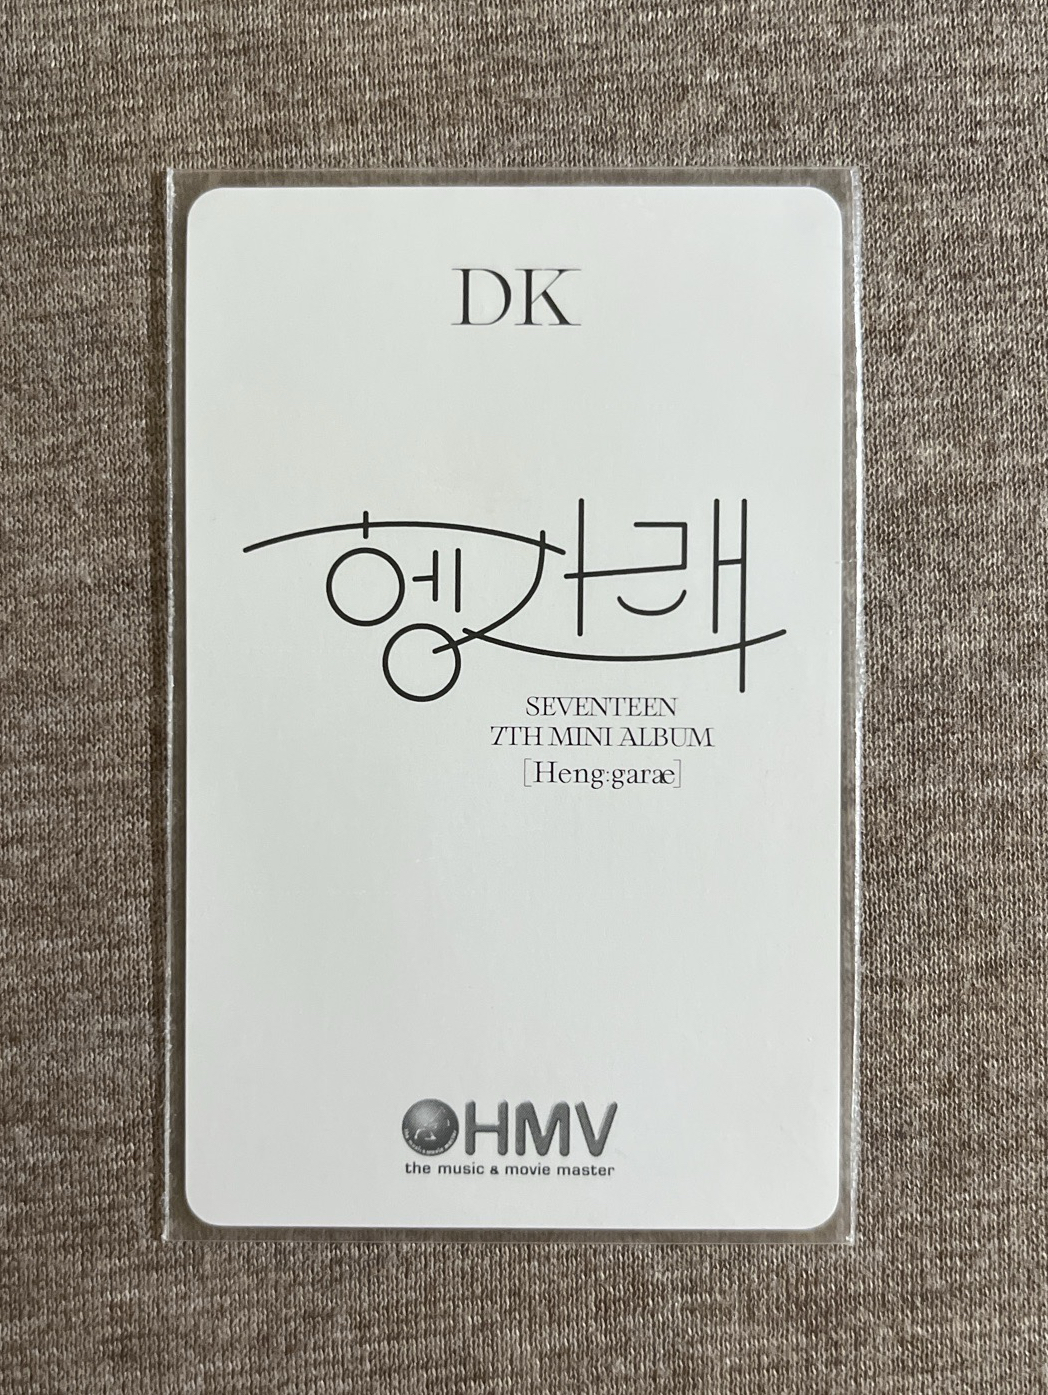 DK
헹가래
SEVENTEEN
7TH MINI ALBUM
[Heng:garæ]
HMV
the music & movie master